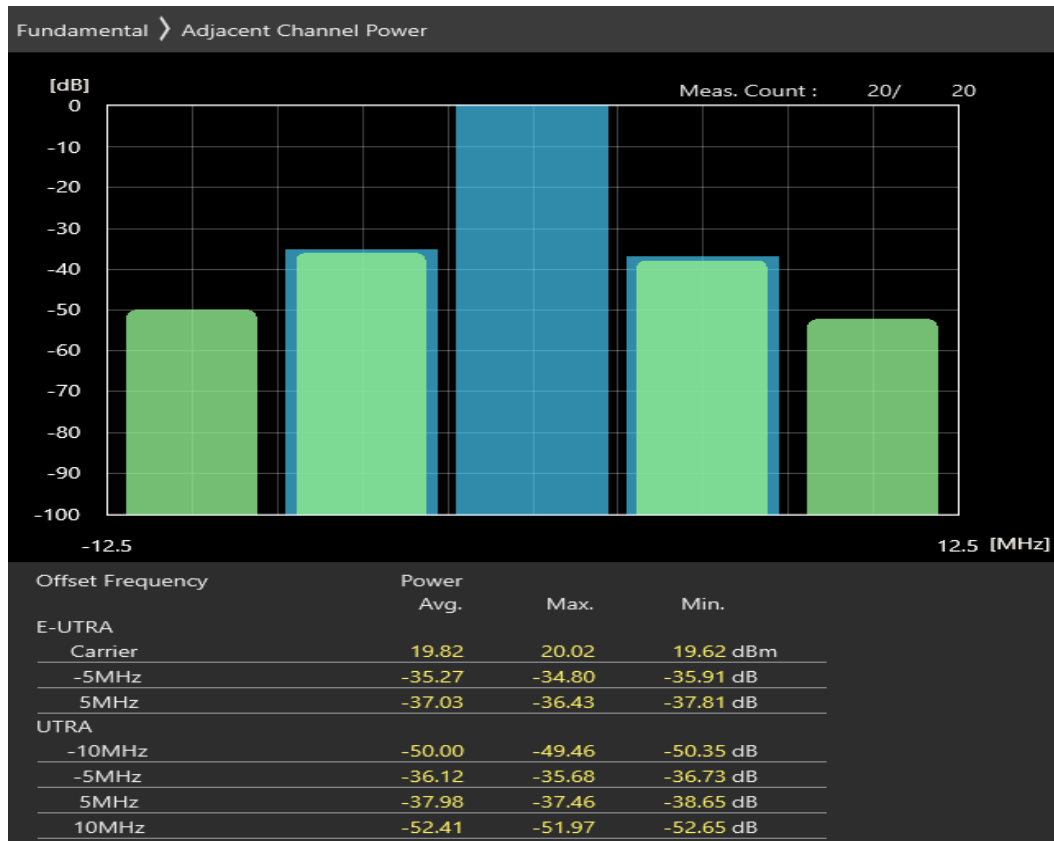 Fundamental 〉 Adjacent Channel Power
[dB]
Meas. Count : 20/ 20
0
-10
-20
-30
-40
-50
-60
-70
-80
-90
-100
-12.5 12.5 [MHz]
Offset Frequency Power
Avg. Max. Min.
E-UTRA
Carrier 19.82 20.02 19.62 dBm
-5MHz -35.27 -34.80 -35.91 dB
5MHz -37.03 -36.43 -37.81 dB
UTRA
-10MHz -50.00 -49.46 -50.35 dB
-5MHz -36.12 -35.68 -36.73 dB
5MHz -37.98 -37.46 -38.65 dB
10MHz -52.41 -51.97 -52.65 dB